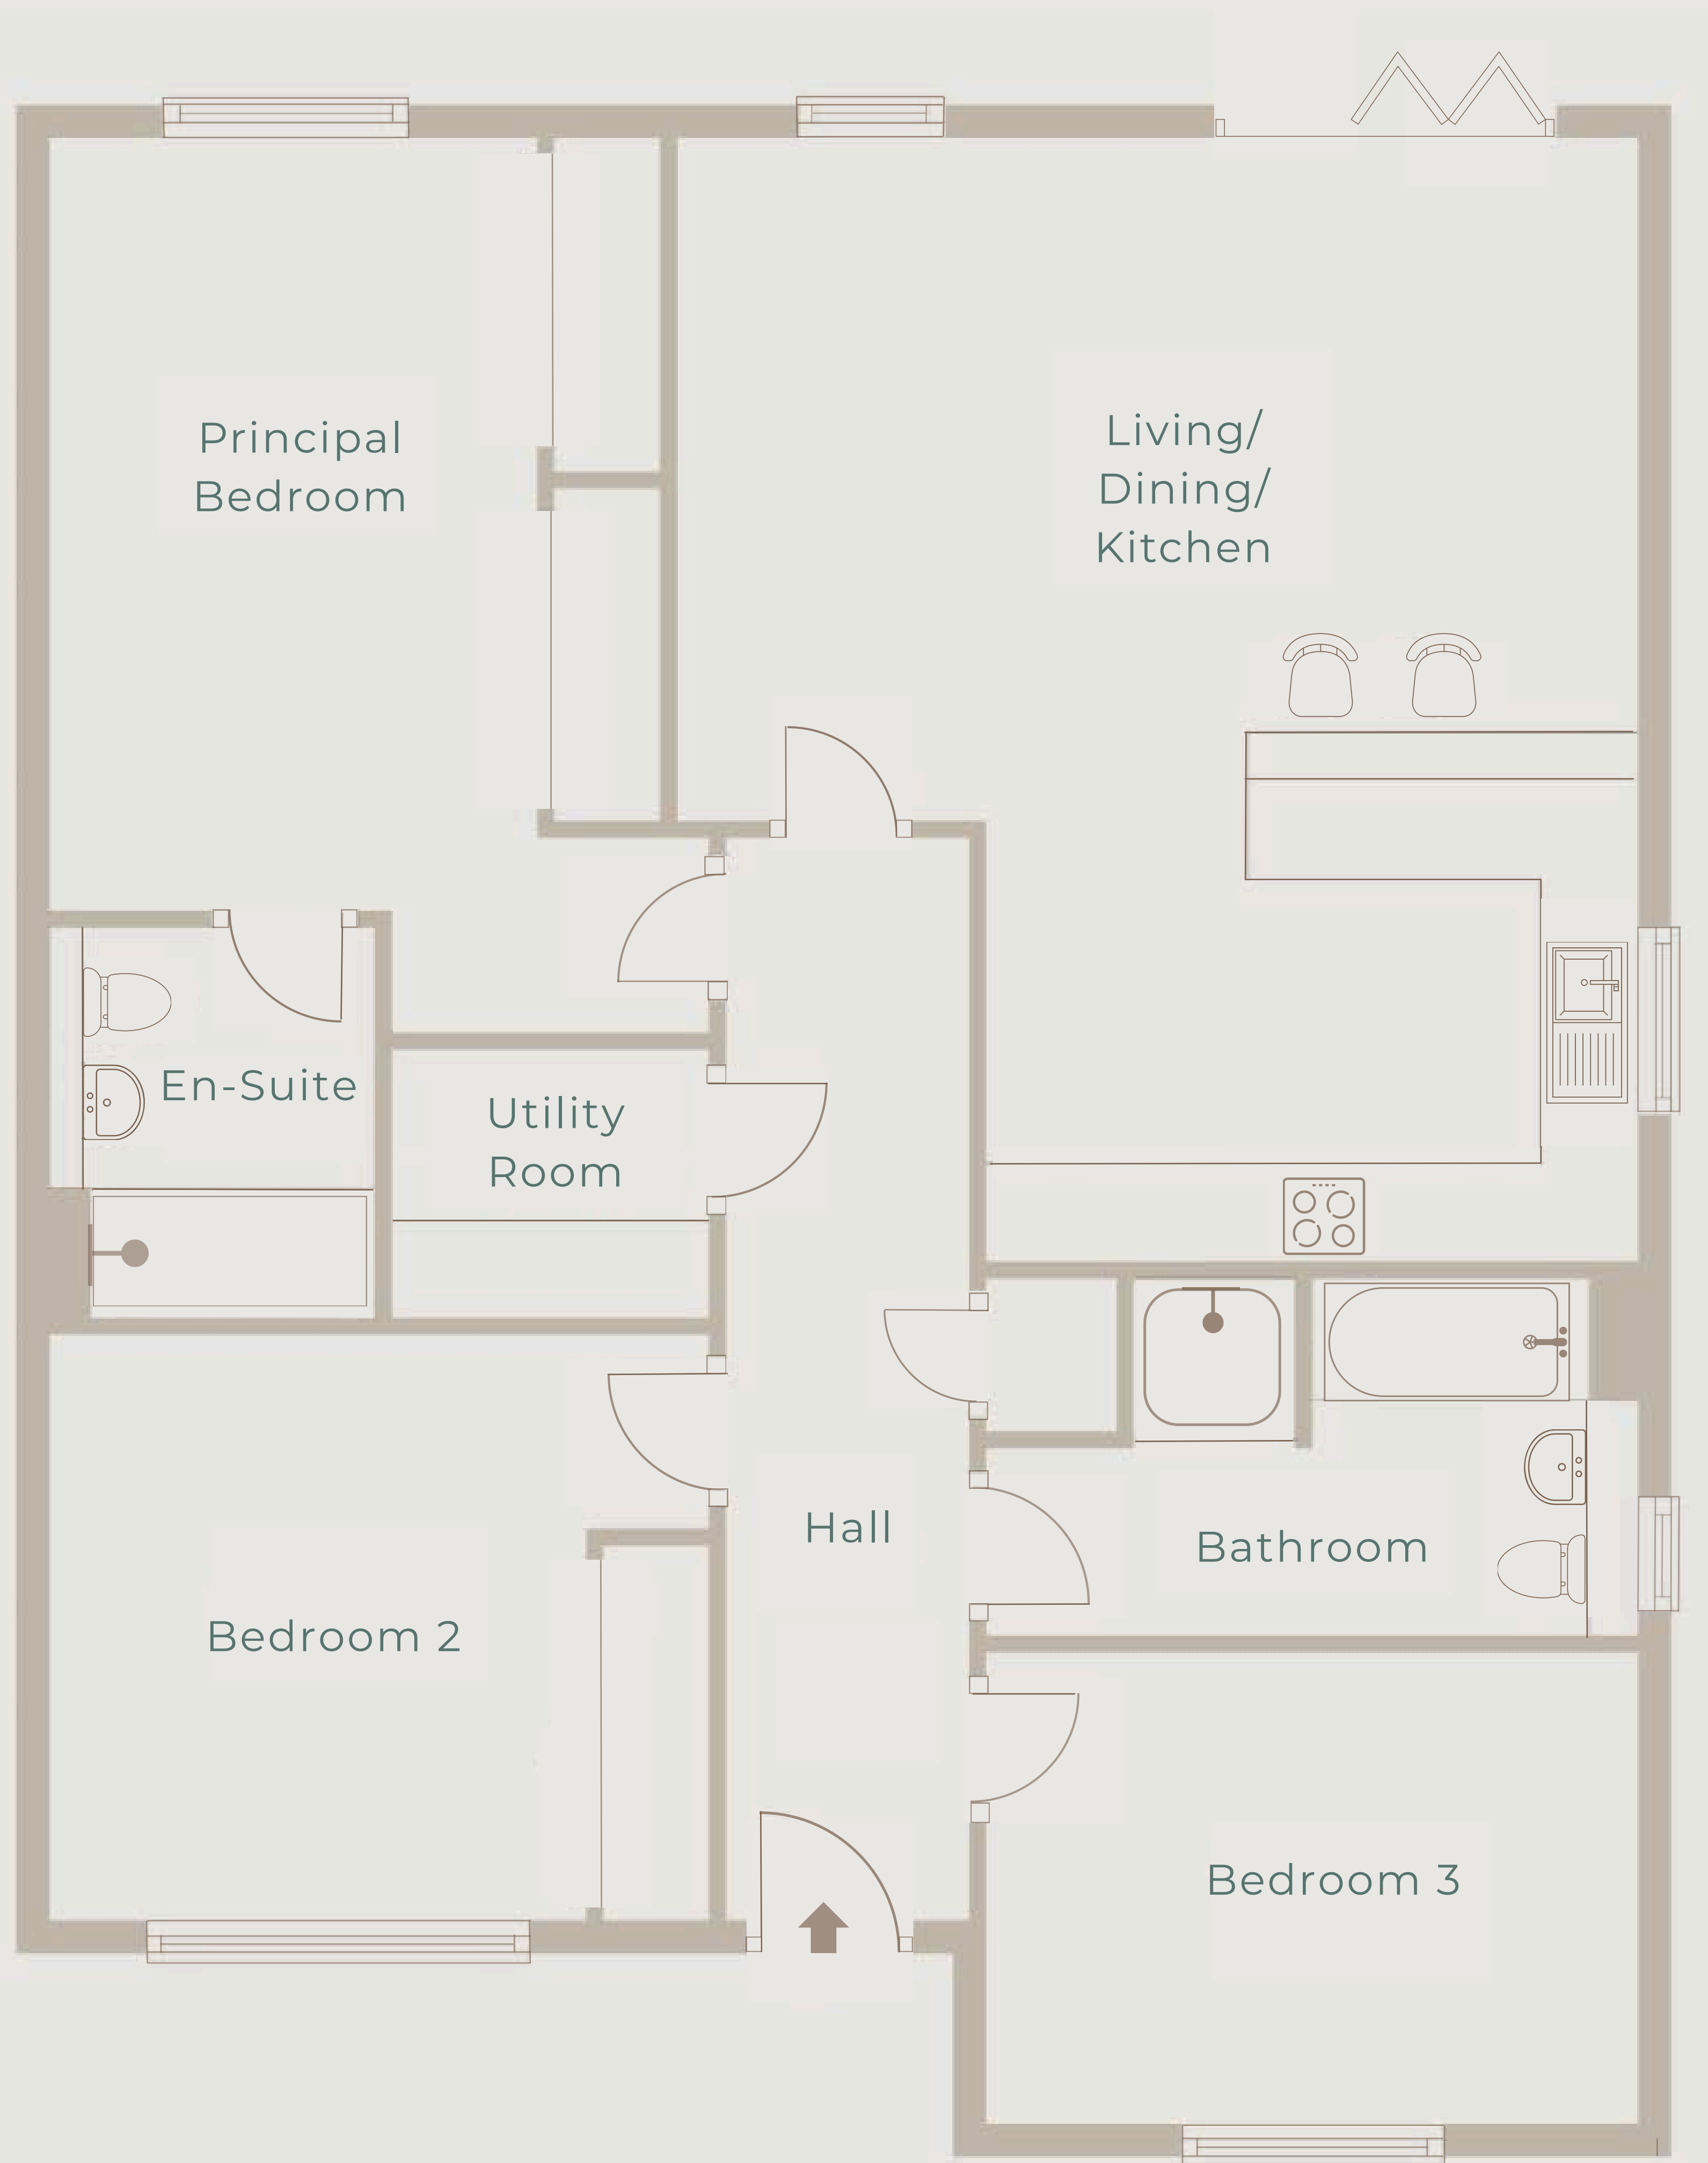 Principal
Bedroom
Living/
Dining/
Kitchen
En-Suite
Utility
Room
Hall
Bathroom
Bedroom 2
Bedroom 3